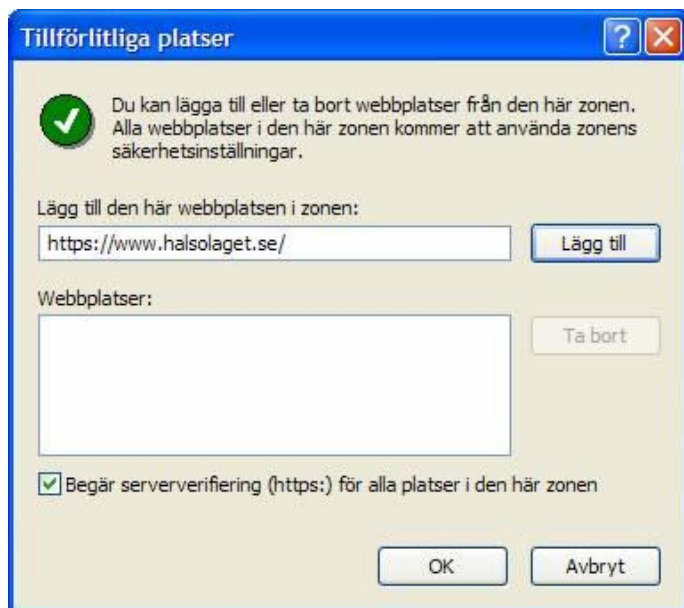 Tillförlitliga platser
Du kan lägga till eller ta bort webbplatser från den här zonen.
Alla webbplatser i den här zonen kommer att använda zonens
säkerhetsinställningar.
Lägg till den här webbplatsen i zonen:
https://www.halsolaget.se/
Lägg till
Webbplatser:
Ta bort
Begär serververifiering (https:) för alla platser i den här zonen
OK
Avbryt